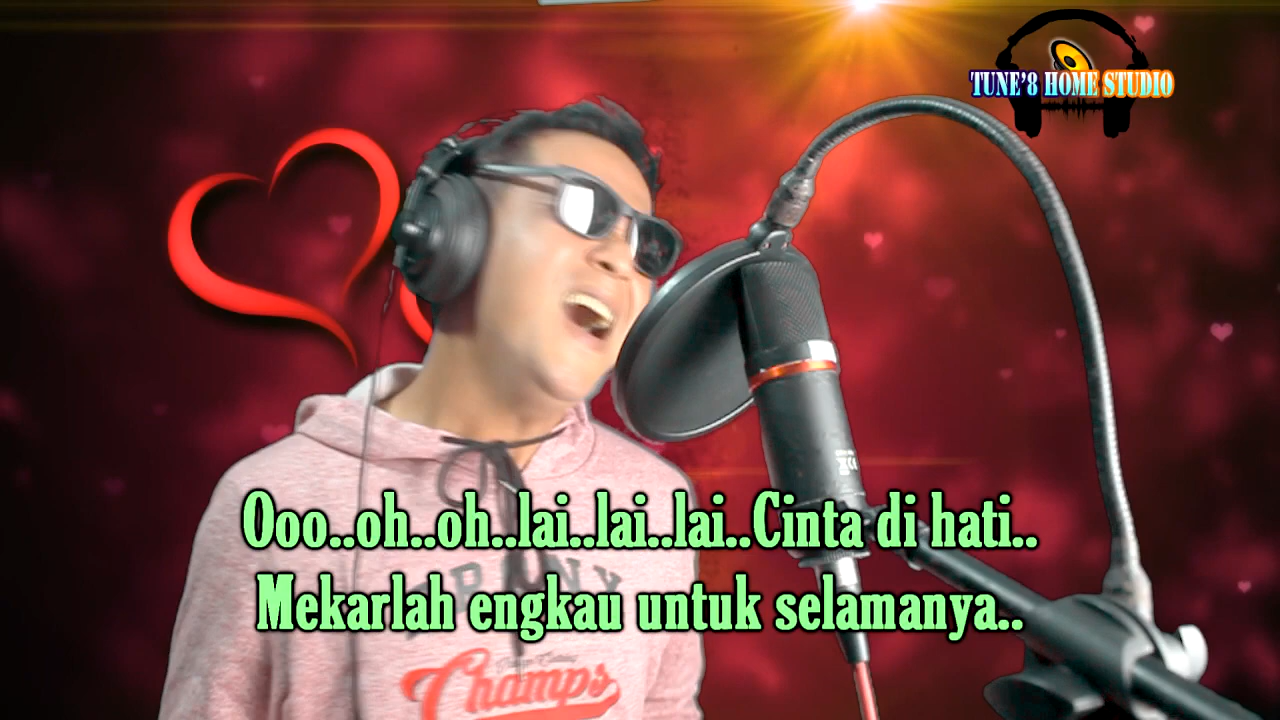 TUNE'8 HOME STUDIO
Ooo..oh..oh..lai..lai..lai..Cinta di hati..
Mekarlah engkau untuk selamanya..
Champs